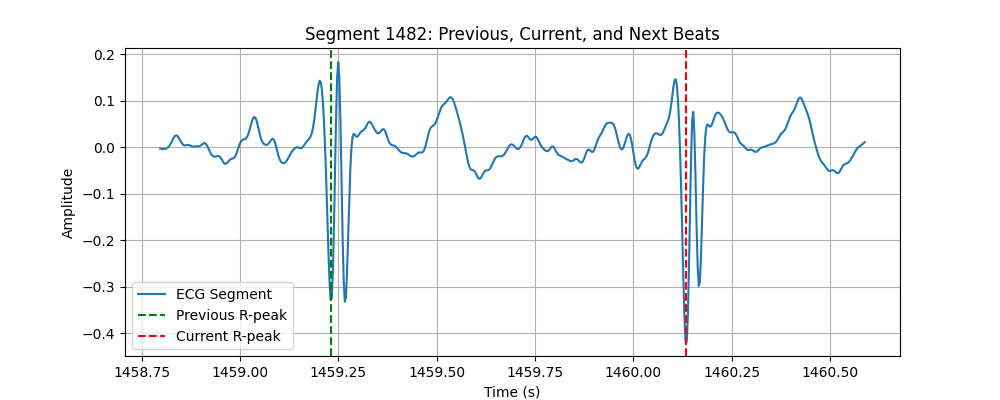 Segment 1482: Previous, Current, and Next Beats
0.2
0.1
0.0
−0.1
−0.2
−0.3
−0.4
Amplitude
ECG Segment
Previous R-peak
Current R-peak
1458.75 1459.00 1459.25 1459.50 1459.75 1460.00 1460.25 1460.50
Time (s)